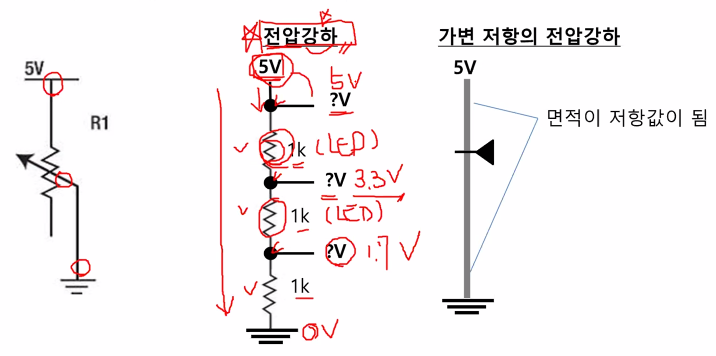 5V
R1
전압강하
5V
5V
?V
1k (LED)
?V 3.3V
1k (LED)
?V 1.7V
1k
0V
가변 저항의 전압강하
5V
면적이 저항값이 됨